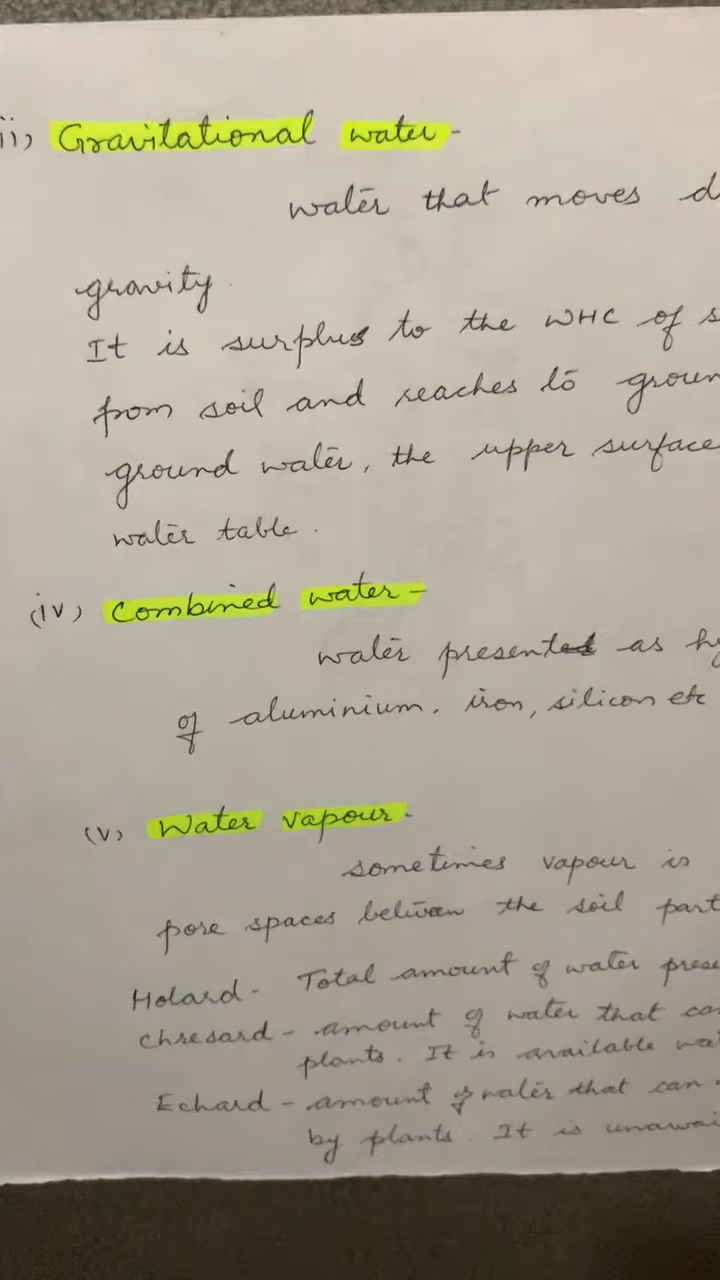 ii) Gravitational water -
water that moves d
gravity.
It is surplus to the WHC of s
from soil and reaches to groun
ground water, the upper surface
water table.
(iv) Combined water -
water presented as hy
of aluminium, iron, silicon etc
(v) Water vapour -
sometimes vapour is
pore spaces between the soil part
Holard - Total amount of water prese
chresard - amount of water that ca
plants. It is available wat
Echard - amount of water that can
by plants. It is unavai